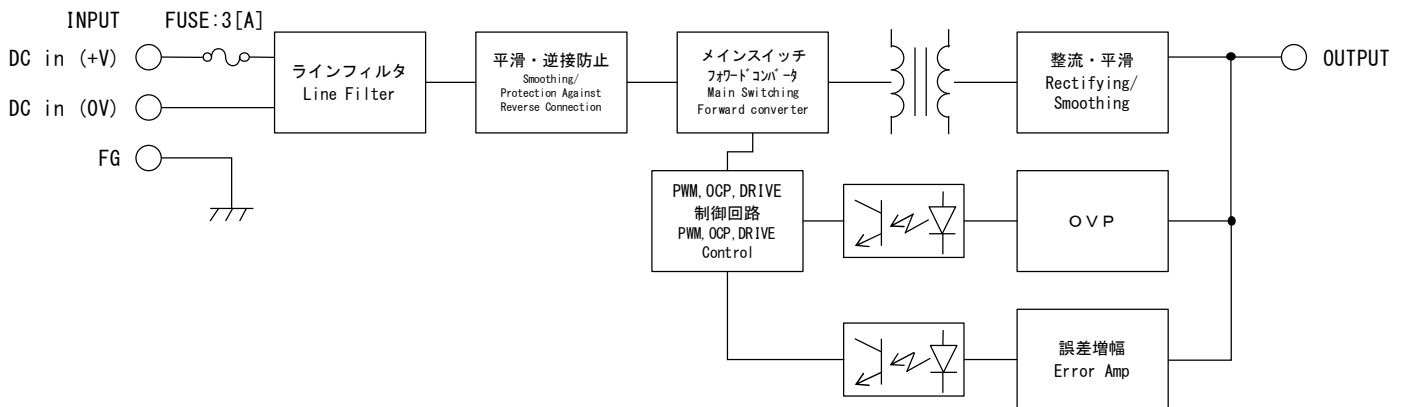 INPUT
FUSE:3[A]
DC in (+V)
DC in (0V)
FG
ラインフィルタ
Line Filter
平滑・逆接防止
Smoothing/
Protection Against
Reverse Connection
メインスイッチ
フォワードコンバータ
Main Switching
Forward converter
整流・平滑
Rectifying/
Smoothing
OUTPUT
PWM,OCP,DRIVE
制御回路
PWM,OCP,DRIVE
Control
OVP
誤差増幅
Error Amp